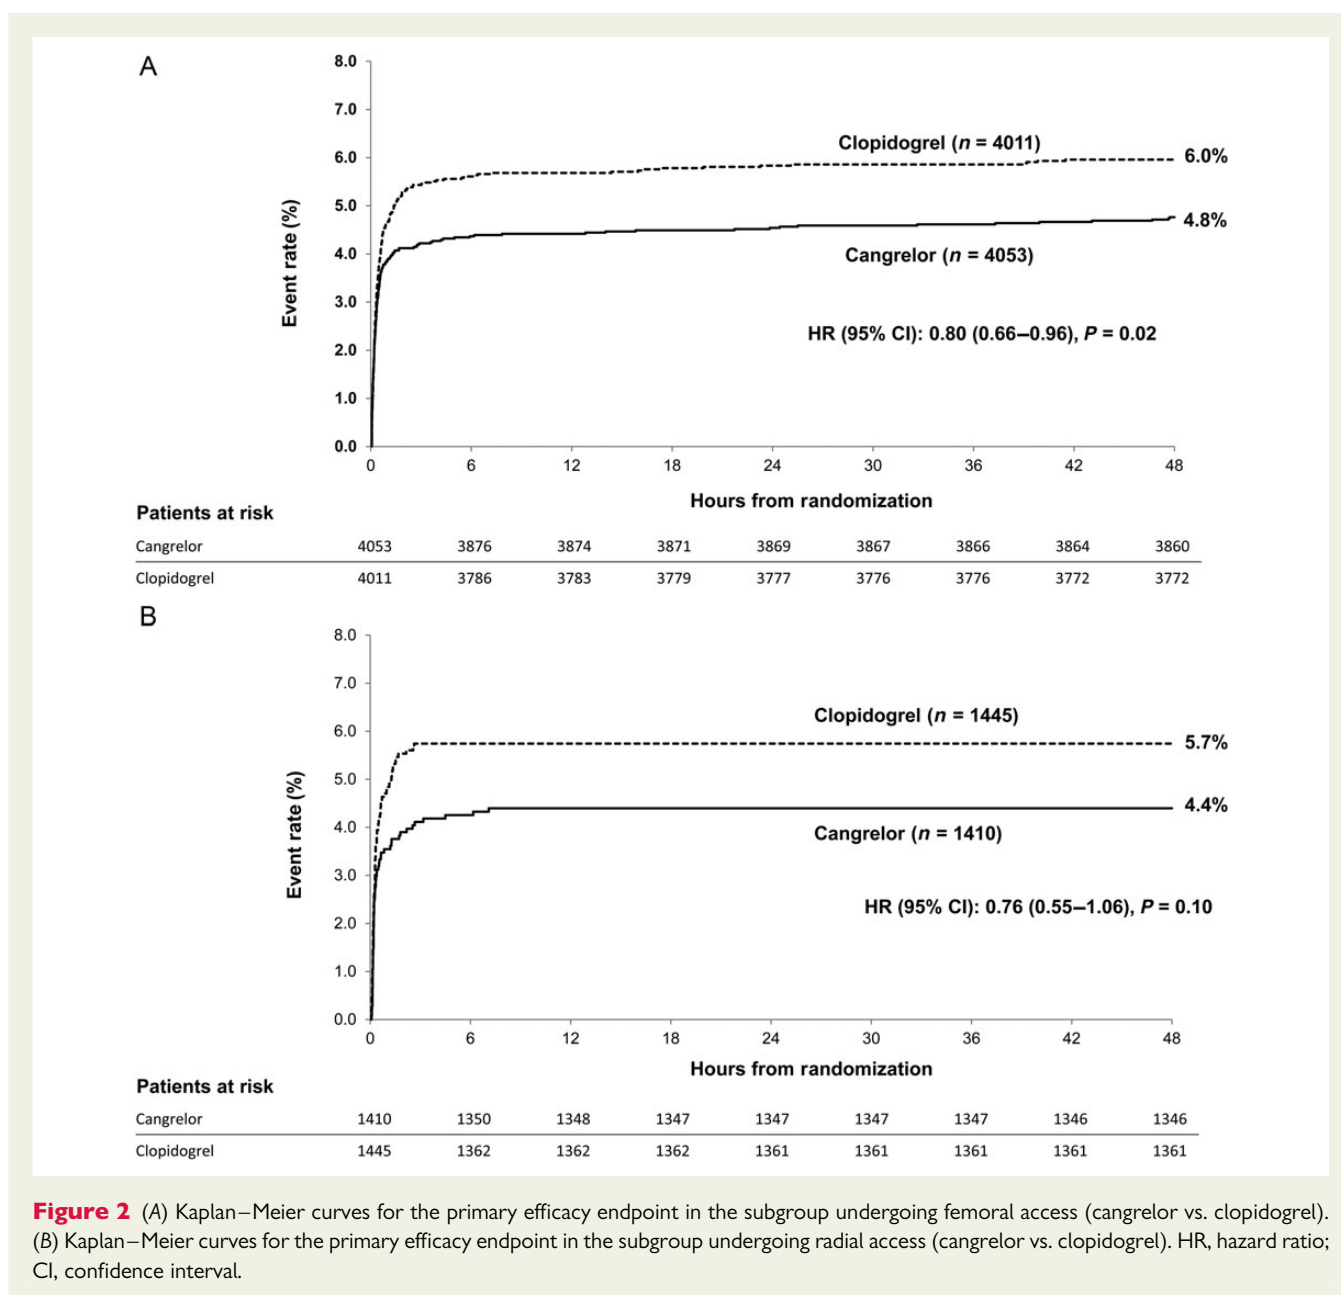 A
8.0
7.0
6.0
5.0
4.0
3.0
2.0
1.0
0.0
Event rate (%)
Clopidogrel (n = 4011)
6.0%
4.8%
Cangrelor (n = 4053)
HR (95% CI): 0.80 (0.66–0.96), P = 0.02
0 6 12 18 24 30 36 42 48
Hours from randomization
Patients at risk
Cangrelor 4053 3876 3874 3871 3869 3867 3866 3864 3860
Clopidogrel 4011 3786 3783 3779 3777 3776 3776 3772 3772
B
8.0
7.0
6.0
5.0
4.0
3.0
2.0
1.0
0.0
Event rate (%)
Clopidogrel (n = 1445)
5.7%
4.4%
Cangrelor (n = 1410)
HR (95% CI): 0.76 (0.55–1.06), P = 0.10
0 6 12 18 24 30 36 42 48
Hours from randomization
Patients at risk
Cangrelor 1410 1350 1348 1347 1347 1347 1347 1346 1346
Clopidogrel 1445 1362 1362 1362 1361 1361 1361 1361 1361
Figure 2 (A) Kaplan–Meier curves for the primary efficacy endpoint in the subgroup undergoing femoral access (cangrelor vs. clopidogrel).
(B) Kaplan–Meier curves for the primary efficacy endpoint in the subgroup undergoing radial access (cangrelor vs. clopidogrel). HR, hazard ratio;
CI, confidence interval.